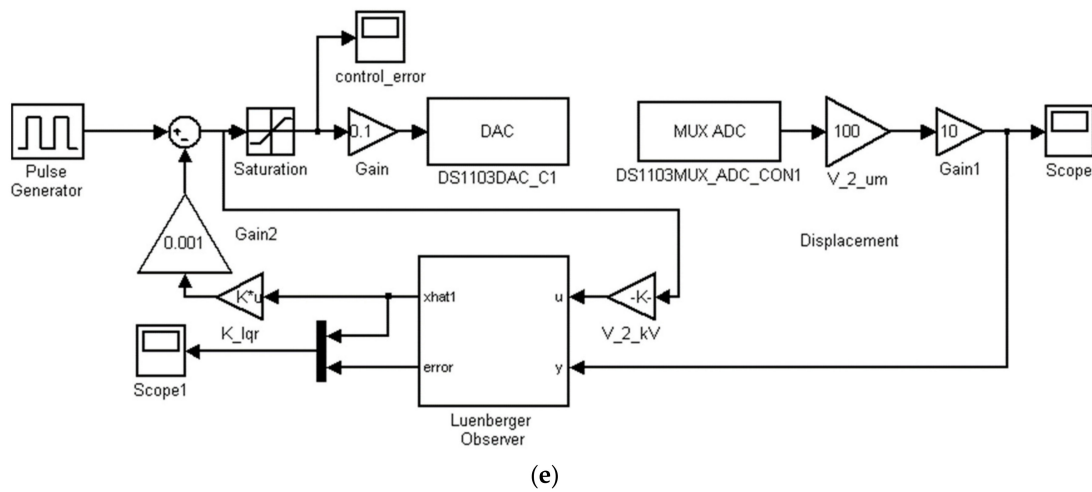 control_error
0.1
DAC
MUX ADC
100
10
Pulse
Generator
Saturation
Gain
DS1103DAC_C1
DS1103MUX_ADC_CON1
V_2_um
Gain1
Scope
0.001
Gain2
Displacement
K*u
xhat1
u
-K-
K_lqr
V_2_kV
Scope1
error
y
Luenberger
Observer
(e)